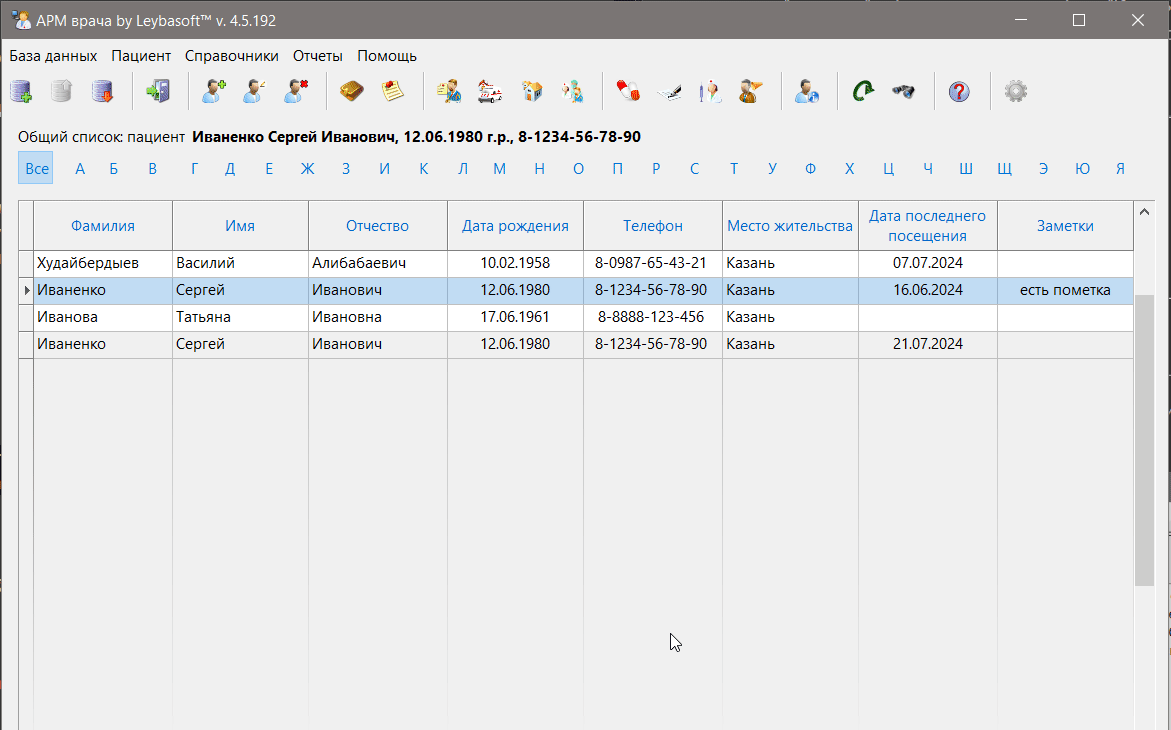 АРМ врача by Leybasoft™ v. 4.5.192
База данных Пациент Справочники Отчеты Помощь
Общий список: пациент Иваненко Сергей Иванович, 12.06.1980 г.р., 8-1234-56-78-90
Все А Б В Г Д Е Ж З И К Л М Н О П Р С Т У Ф Х Ц Ч Ш Щ Э Ю Я
Фамилия Имя Отчество Дата рождения Телефон Место жительства Дата последнего посещения Заметки
Худайбердыев Василий Алибабаевич 10.02.1958 8-0987-65-43-21 Казань 07.07.2024
Иваненко Сергей Иванович 12.06.1980 8-1234-56-78-90 Казань 16.06.2024 есть пометка
Иванова Татьяна Ивановна 17.06.1961 8-8888-123-456 Казань
Иваненко Сергей Иванович 12.06.1980 8-1234-56-78-90 Казань 21.07.2024